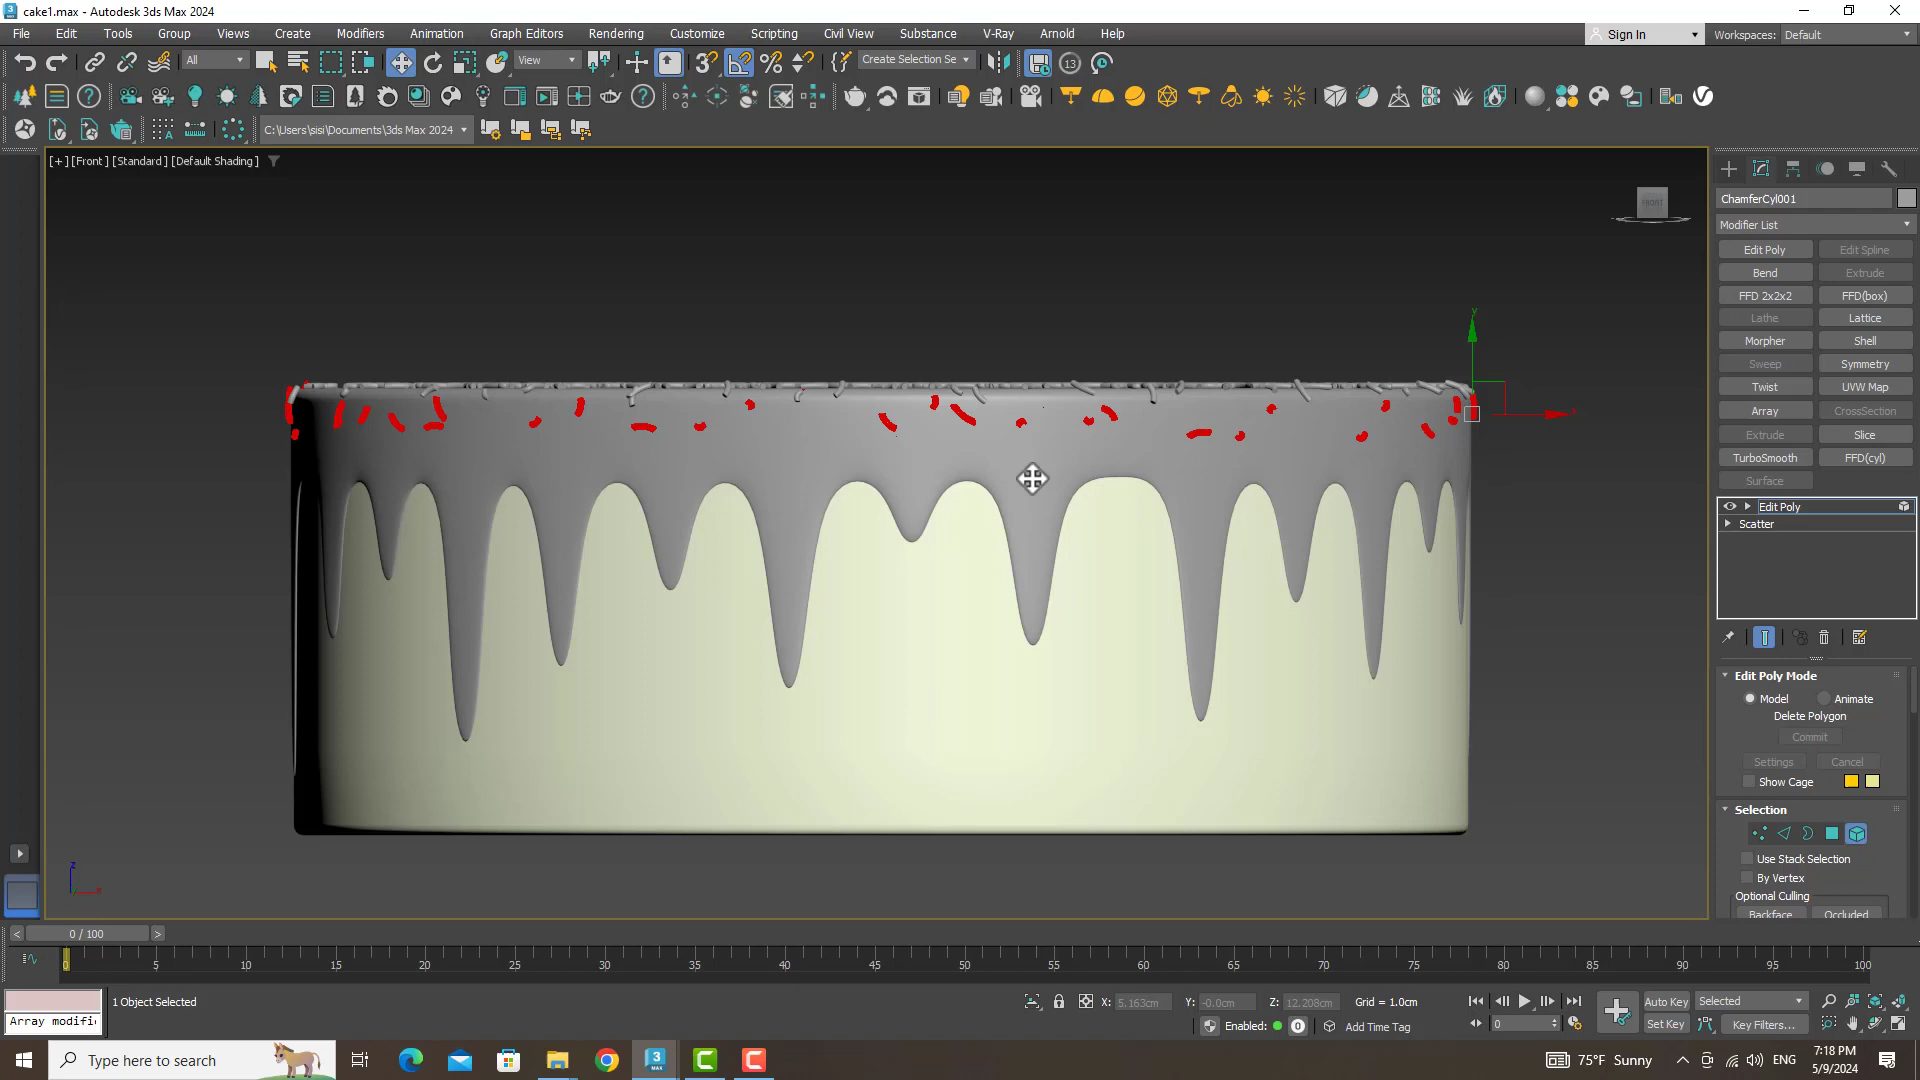 cake1.max - Autodesk 3ds Max 2024
File Edit Tools Group Views Create Modifiers Animation Graph Editors Rendering Customize Scripting Civil View Substance V-Ray Arnold Help
Sign In
Workspaces: Default
All
View
Create Selection Se
13
C:\Users\sisi\Documents\3ds Max 2024
[+] [Front] [Standard] [Default Shading]
FRONT
y
x
z
x
ChamferCyl001
Modifier List
Edit Poly Edit Spline
Bend Extrude
FFD 2x2x2 FFD(box)
Lathe Lattice
Morpher Shell
Sweep Symmetry
Twist UVW Map
Array CrossSection
Extrude Slice
TurboSmooth FFD(cyl)
Surface
Edit Poly
Scatter
Edit Poly Mode
Model Animate
Delete Polygon
Commit
Settings Cancel
Show Cage
Selection
Use Stack Selection
By Vertex
Optional Culling
Backface Occluded
< 0 / 100 >
0 5 10 15 20 25 30 35 40 45 50 55 60 65 70 75 80 85 90 95 100
1 Object Selected
X: 5.163cm Y: -0.0cm Z: 12.208cm Grid = 1.0cm
Auto Key Selected
Array modifi
Enabled: 0 Add Time Tag
0
Set Key Key Filters...
Type here to search
3
MAX
75°F Sunny
ENG
7:18 PM
5/9/2024